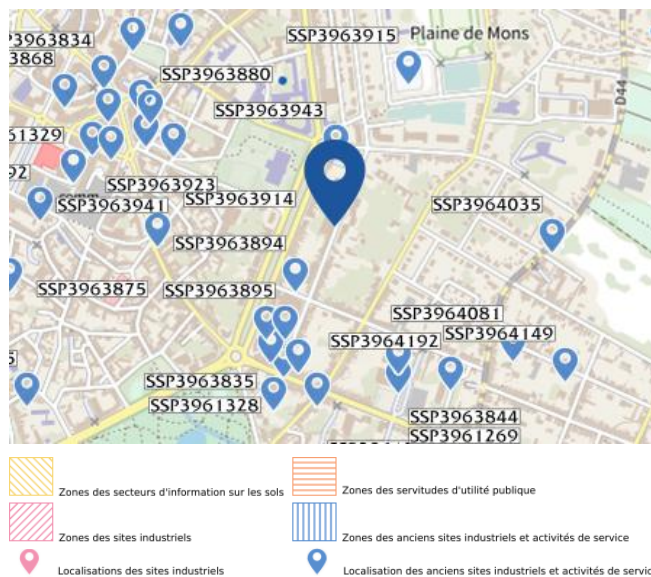 SSP3963834
3868
SSP3963915
Plaine de Mons
SSP3963880
D44
SSP3963943
61329
92
SSP3963923
SSP3963914
SSP3963941
SSP3964035
SSP3963894
SSP3963875
SSP3963895
SSP3964081
SSP3964149
SSP3964192
SSP3963835
SSP3961328
SSP3963844
SSP3961269
Zones des secteurs d'information sur les sols
Zones des servitudes d'utilité publique
Zones des sites industriels
Zones des anciens sites industriels et activités de service
Localisations des sites industriels
Localisation des anciens sites industriels et activités de servic